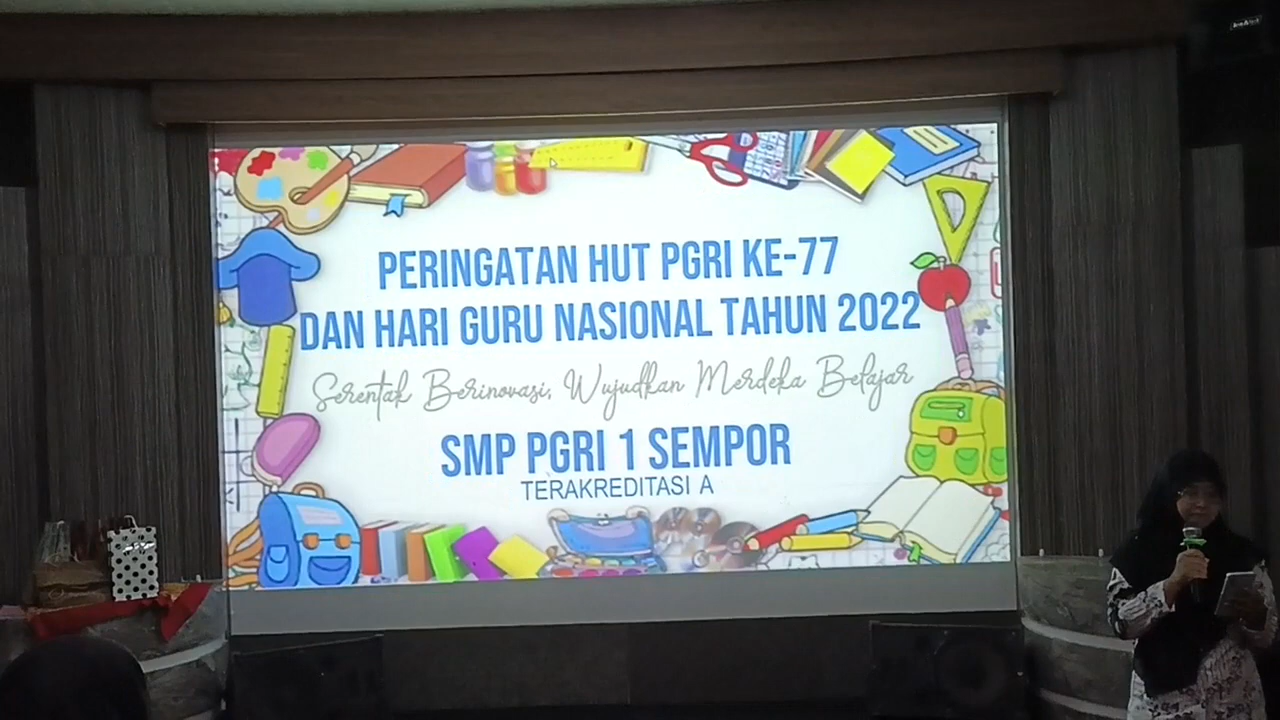 PERINGATAN HUT PGRI KE-77
DAN HARI GURU NASIONAL TAHUN 2022
Serentak Berinovasi, Wujudkan Merdeka Belajar
SMP PGRI 1 SEMPOR
TERAKREDITASI A